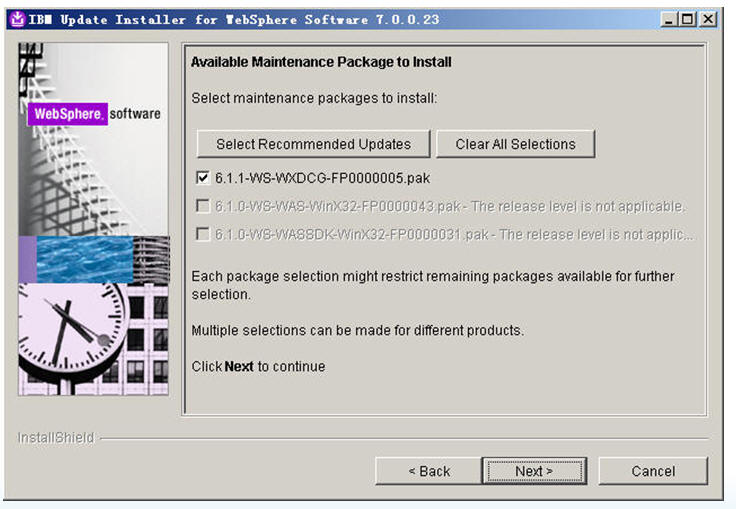 IBM Update Installer for WebSphere Software 7.0.0.23
WebSphere. software
Available Maintenance Package to Install
Select maintenance packages to install:
Select Recommended Updates
Clear All Selections
6.1.1-WS-WXDCG-FP0000005.pak
6.1.0-WS-WAS-WinX32-FP0000043.pak - The release level is not applicable.
6.1.0-WS-WASSDK-WinX32-FP0000031.pak - The release level is not applic...
Each package selection might restrict remaining packages available for further
selection.
Multiple selections can be made for different products.
Click Next to continue
InstallShield
< Back
Next >
Cancel